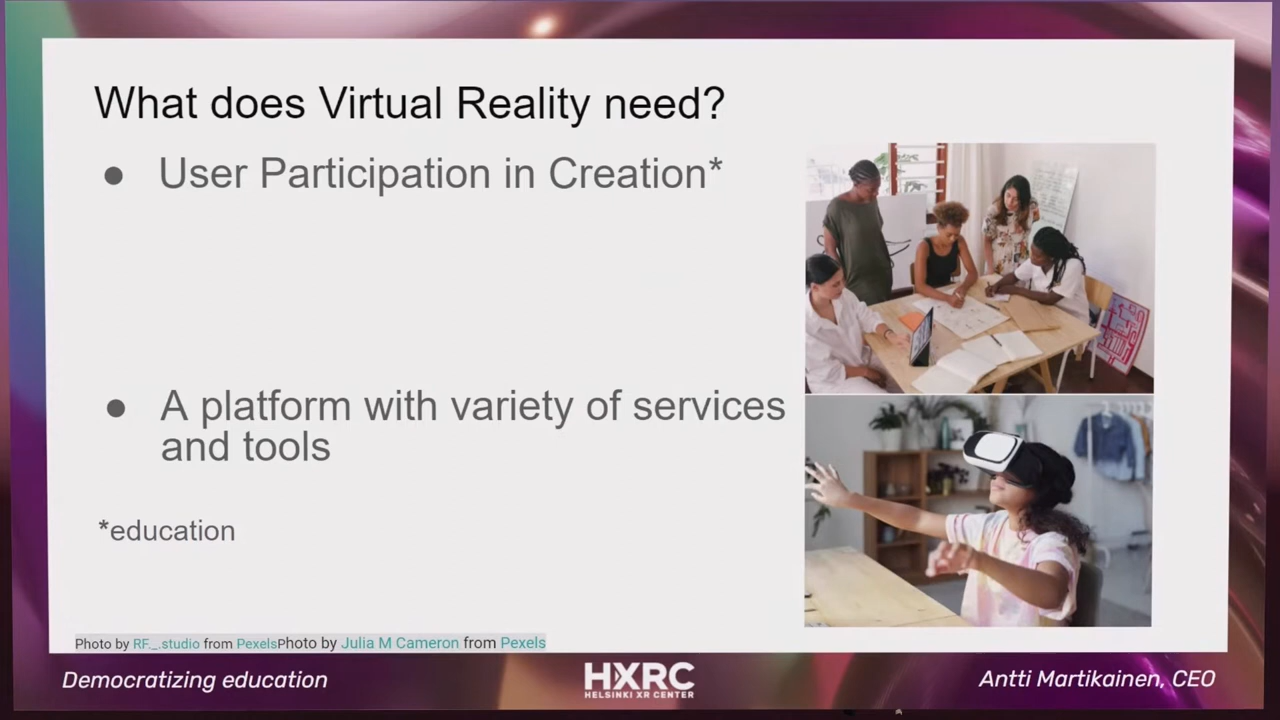 What does Virtual Reality need?
● User Participation in Creation*
● A platform with variety of services
and tools
*education
Photo by RF._.studio from PexelsPhoto by Julia M Cameron from Pexels
Democratizing education
HXRC
HELSINKI XR CENTER
Antti Martikainen, CEO